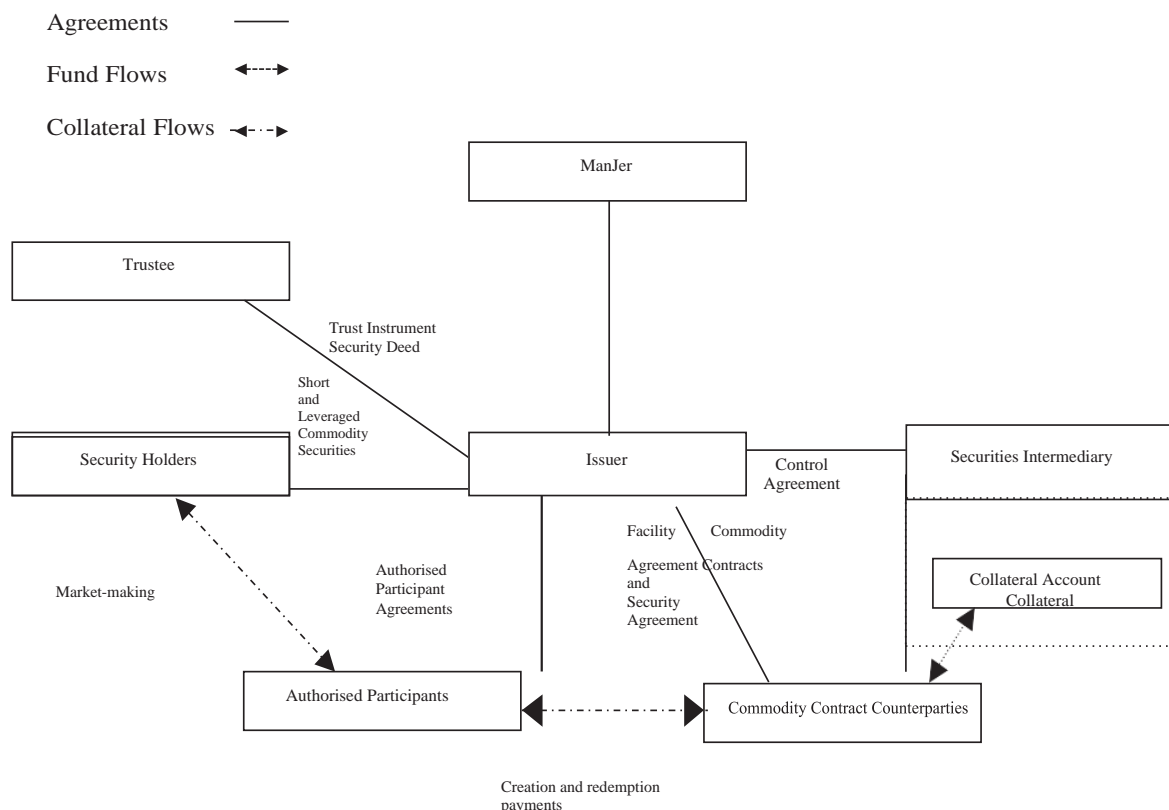 Agreements
Fund Flows
Collateral Flows
ManJer
Trustee
Trust Instrument
Security Deed
Short
and
Leveraged
Commodity
Securities
Security Holders
Issuer
Control
Agreement
Securities Intermediary
Facility Commodity
Agreement Contracts
and
Security
Agreement
Collateral Account
Collateral
Market-making
Authorised
Participant
Agreements
Authorised Participants
Commodity Contract Counterparties
Creation and redemption
payments